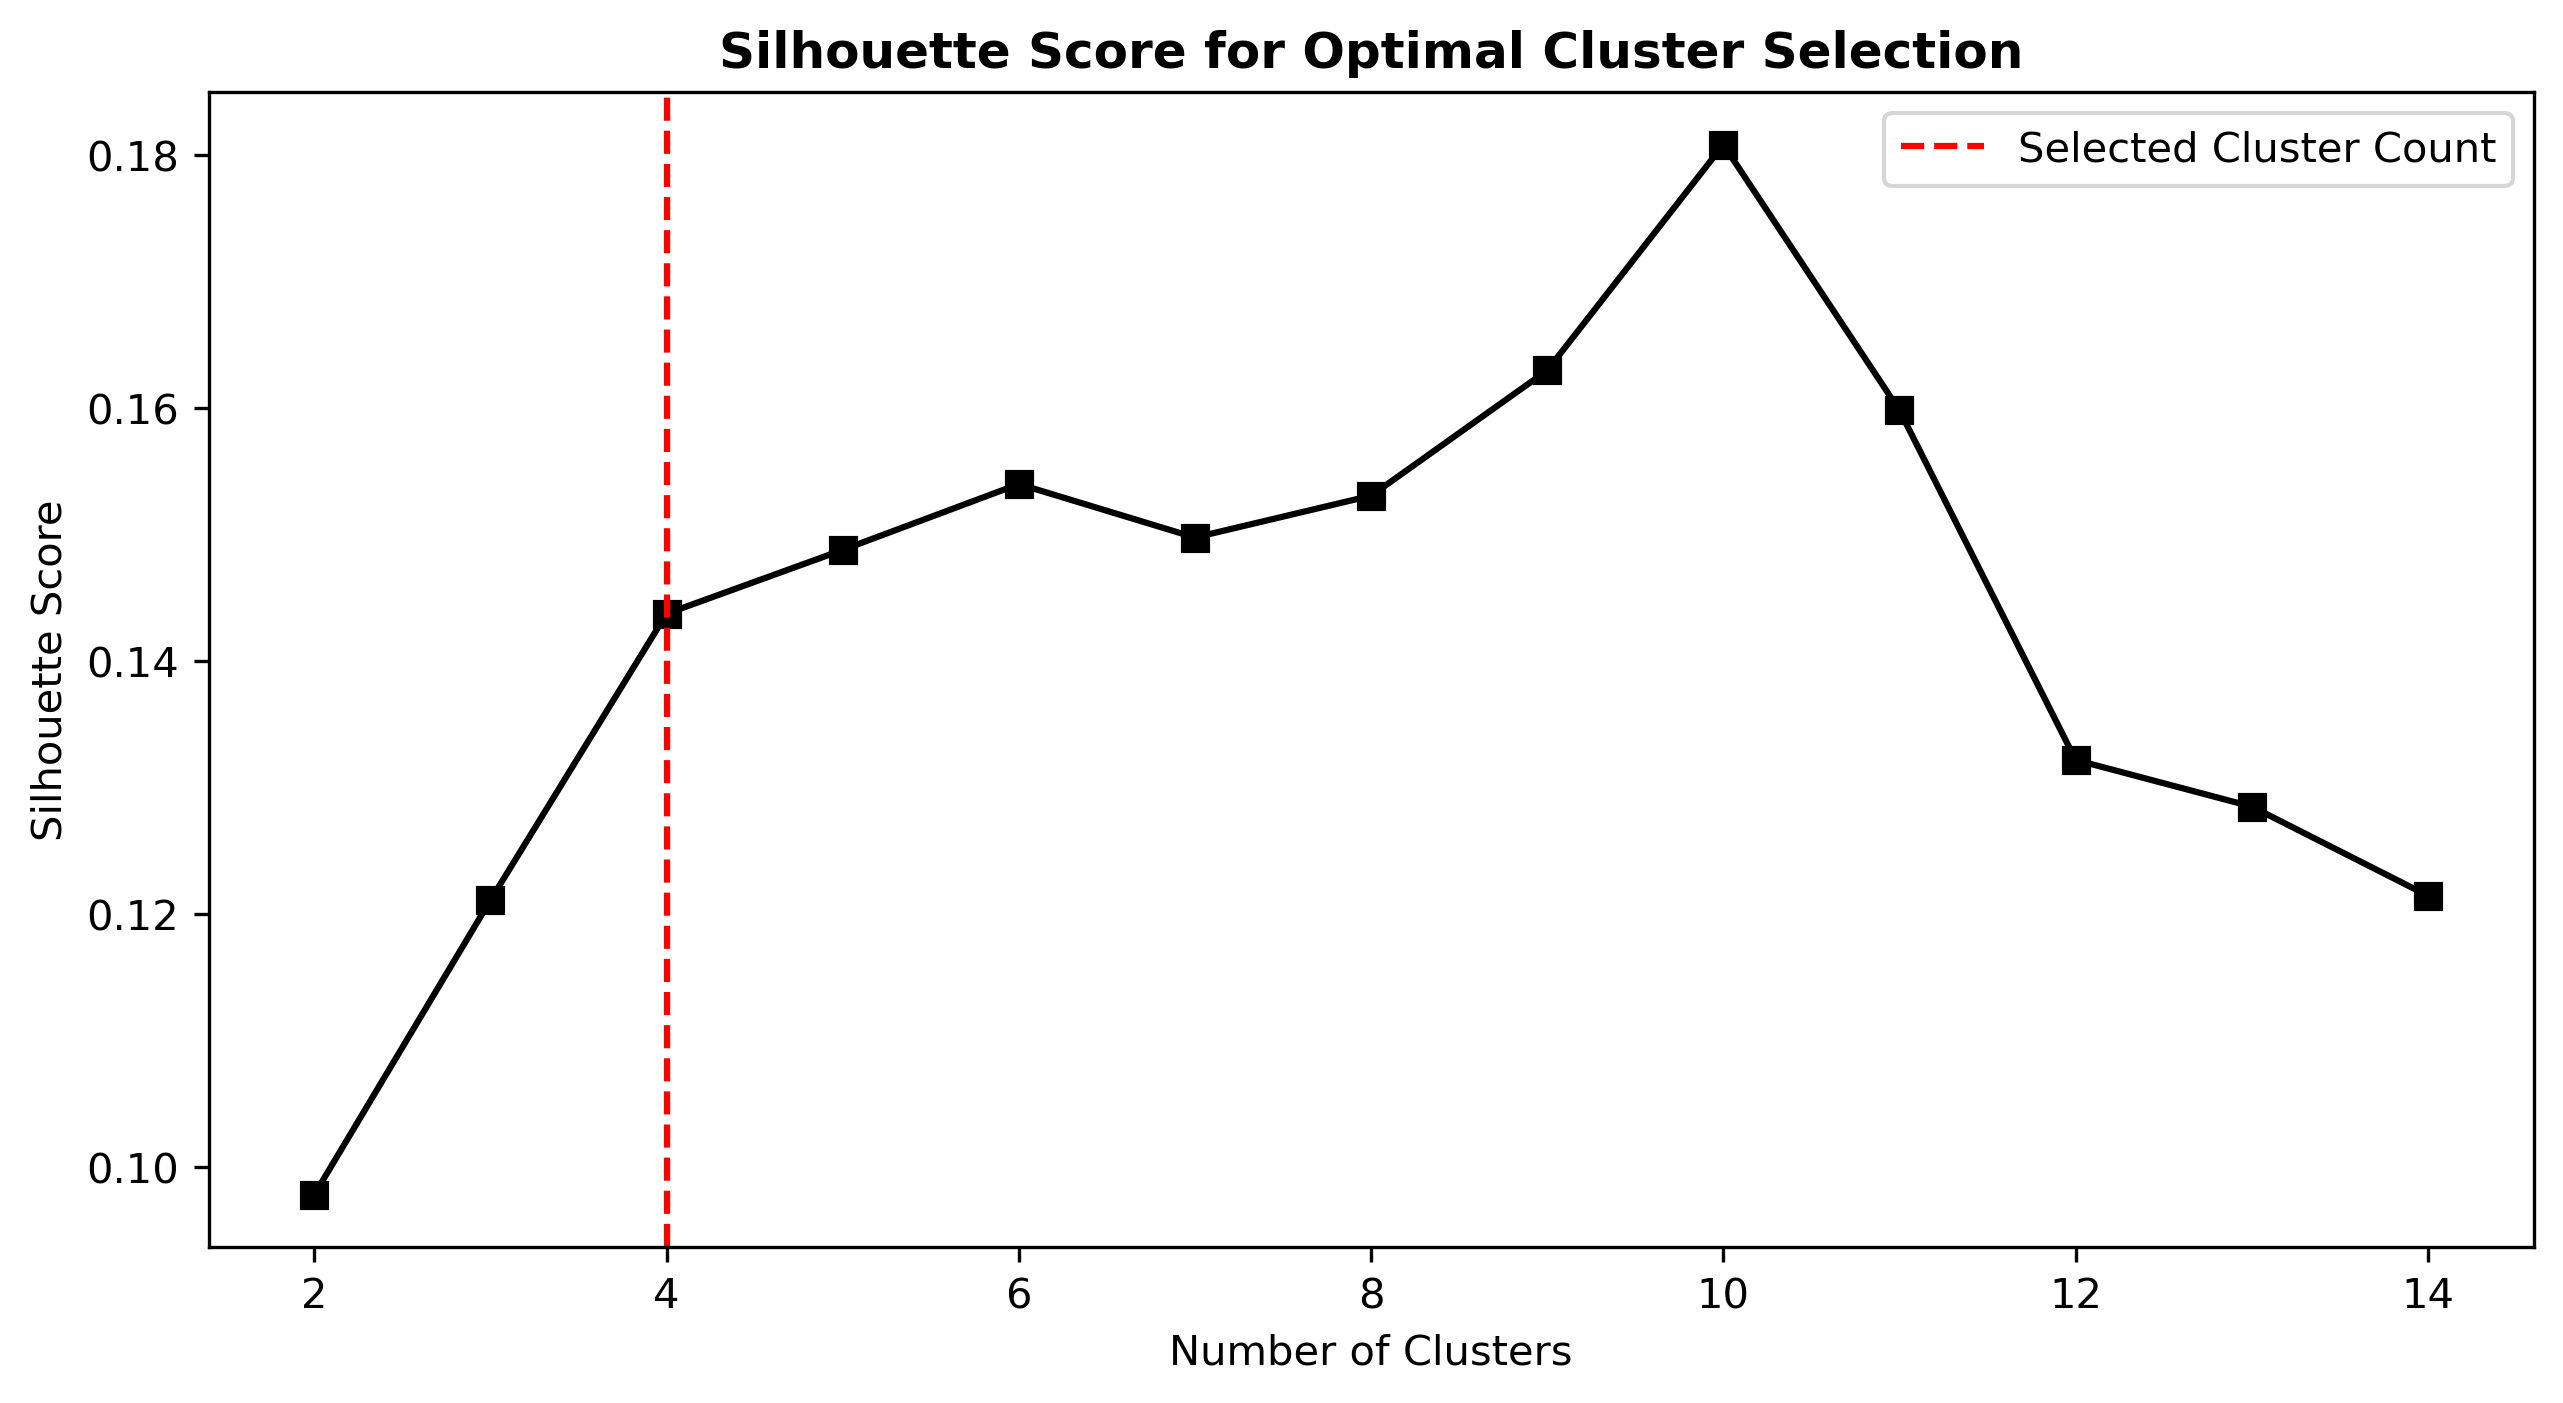 Silhouette Score for Optimal Cluster Selection
Selected Cluster Count
Silhouette Score
0.18
0.16
0.14
0.12
0.10
2 4 6 8 10 12 14
Number of Clusters